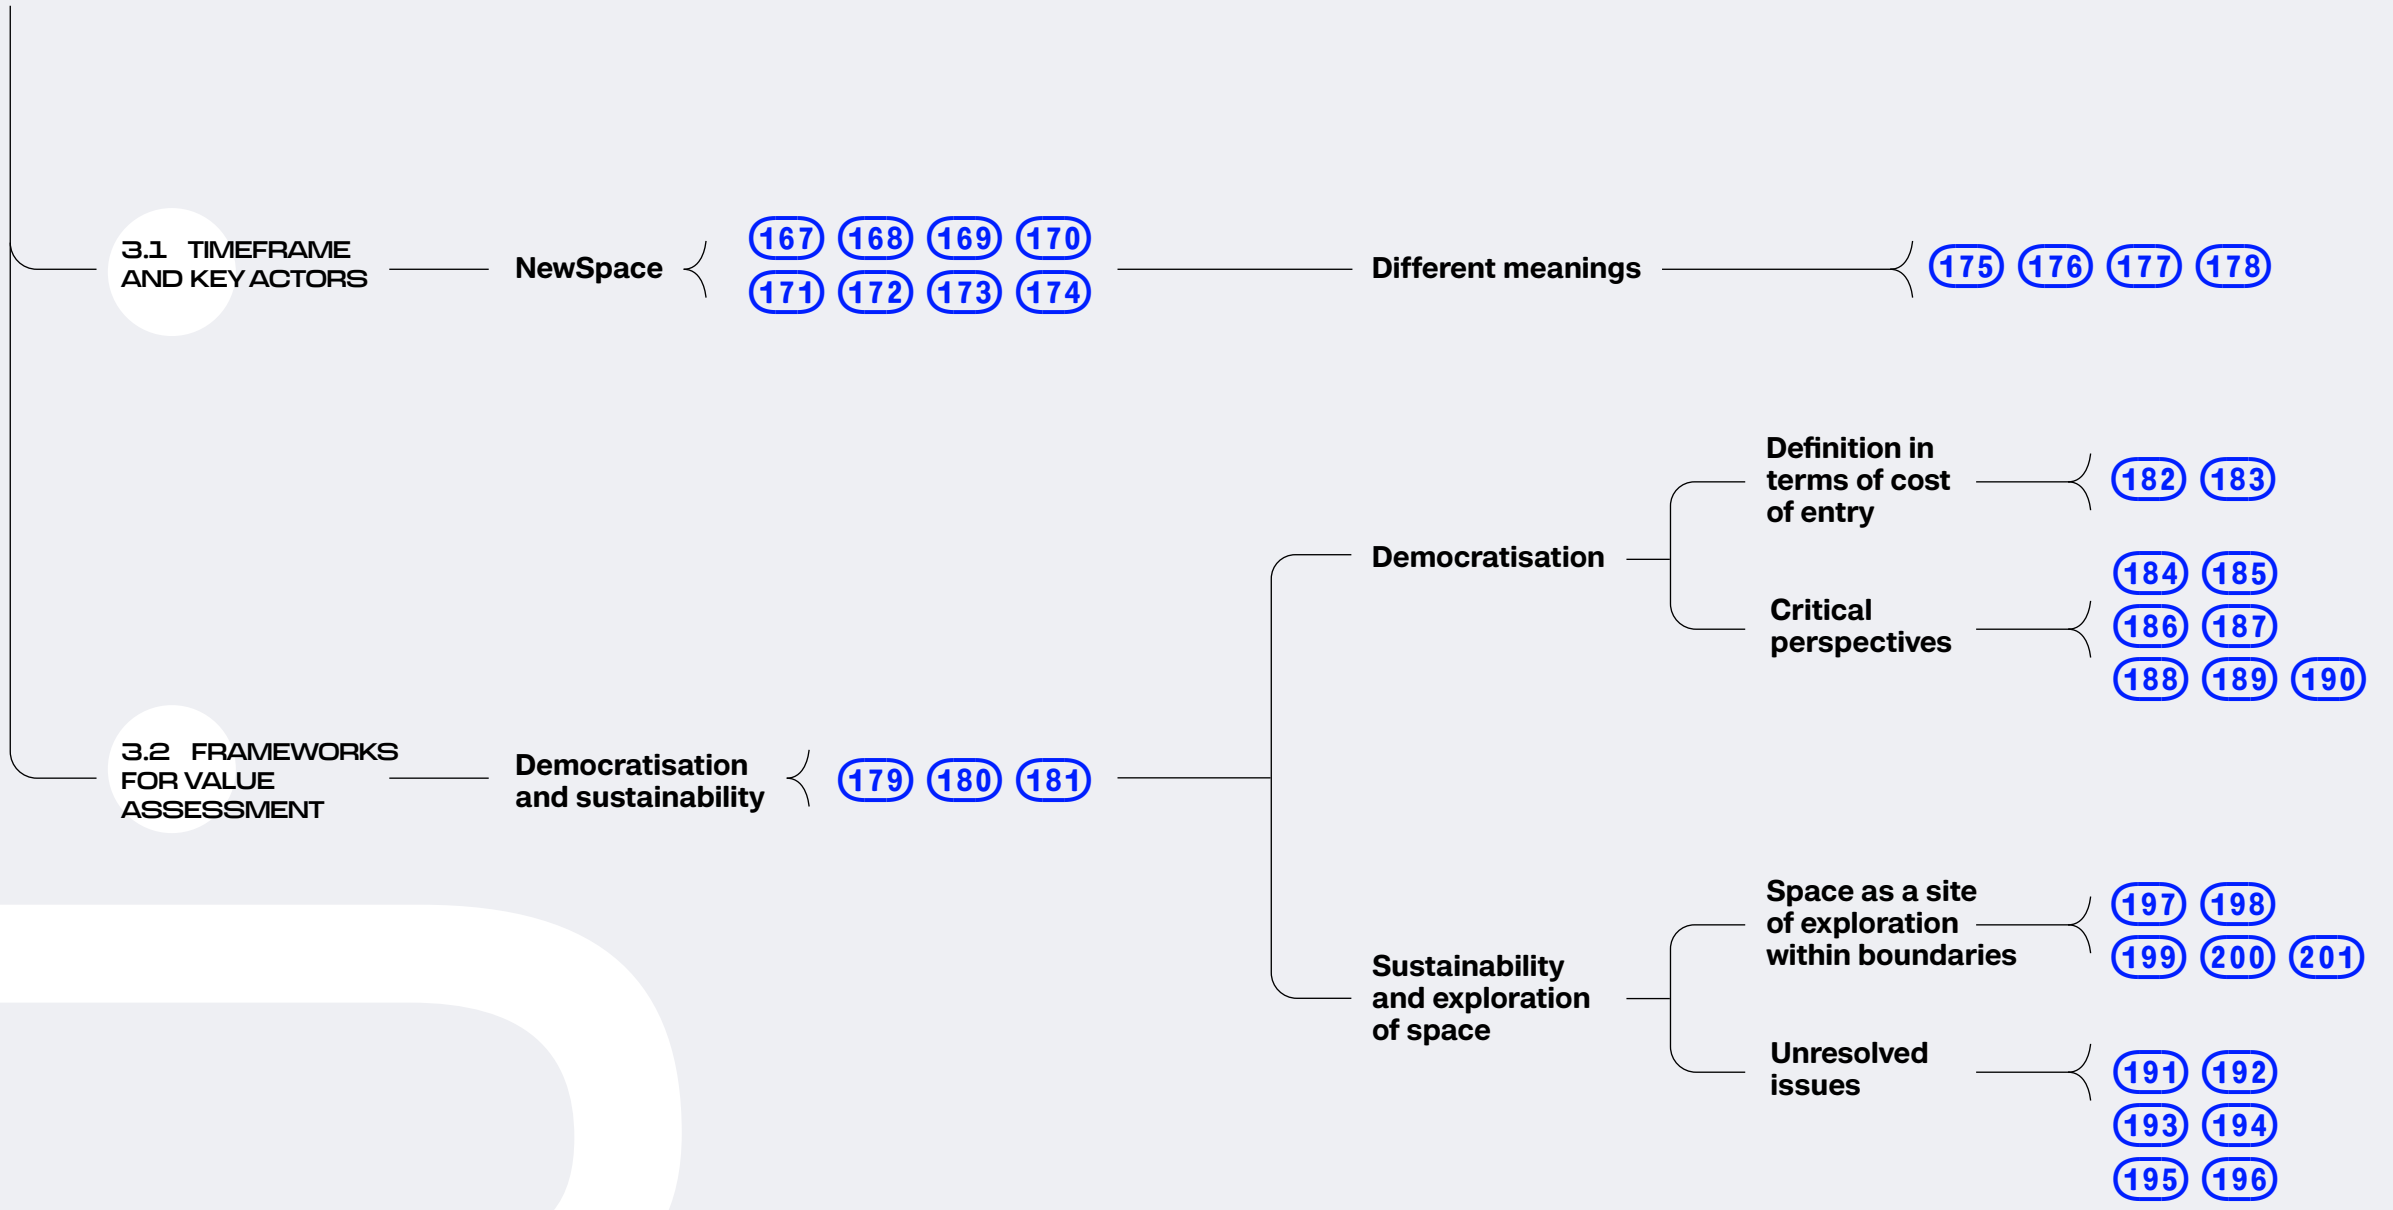 3.1 TIMEFRAME
AND KEY ACTORS
NewSpace
167 168 169 170
171 172 173 174
Different meanings
175 176 177 178
3.2 FRAMEWORKS
FOR VALUE
ASSESSMENT
Democratisation
and sustainability
179 180 181
Democratisation
Definition in
terms of cost
of entry
182 183
Critical
perspectives
184 185
186 187
188 189 190
Sustainability
and exploration
of space
Space as a site
of exploration
within boundaries
197 198
199 200 201
Unresolved
issues
191 192
193 194
195 196